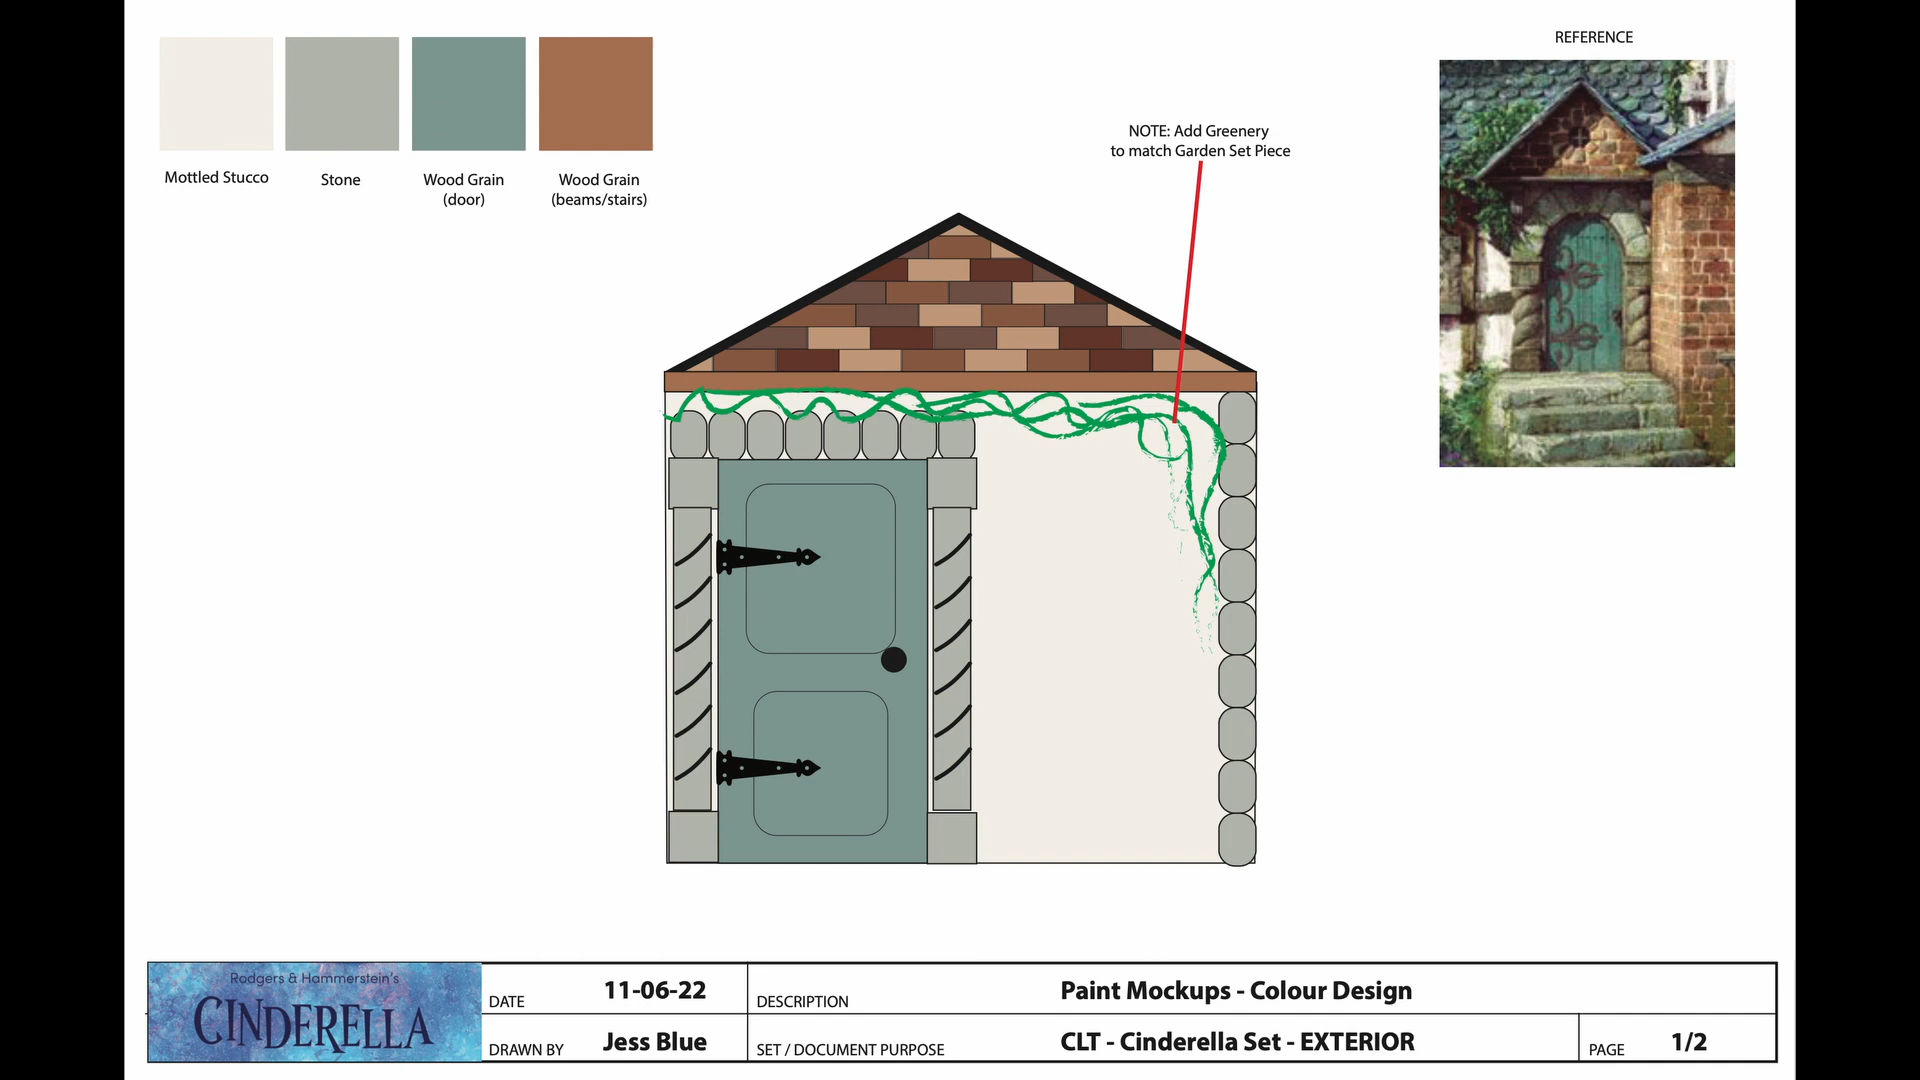 REFERENCE
Mottled Stucco
Stone
Wood Grain
(door)
Wood Grain
(beams/stairs)
NOTE: Add Greenery
to match Garden Set Piece
Rodgers & Hammerstein's
CINDERELLA
DATE
11-06-22
DESCRIPTION
Paint Mockups - Colour Design
DRAWN BY
Jess Blue
SET / DOCUMENT PURPOSE
CLT - Cinderella Set - EXTERIOR
PAGE
1/2